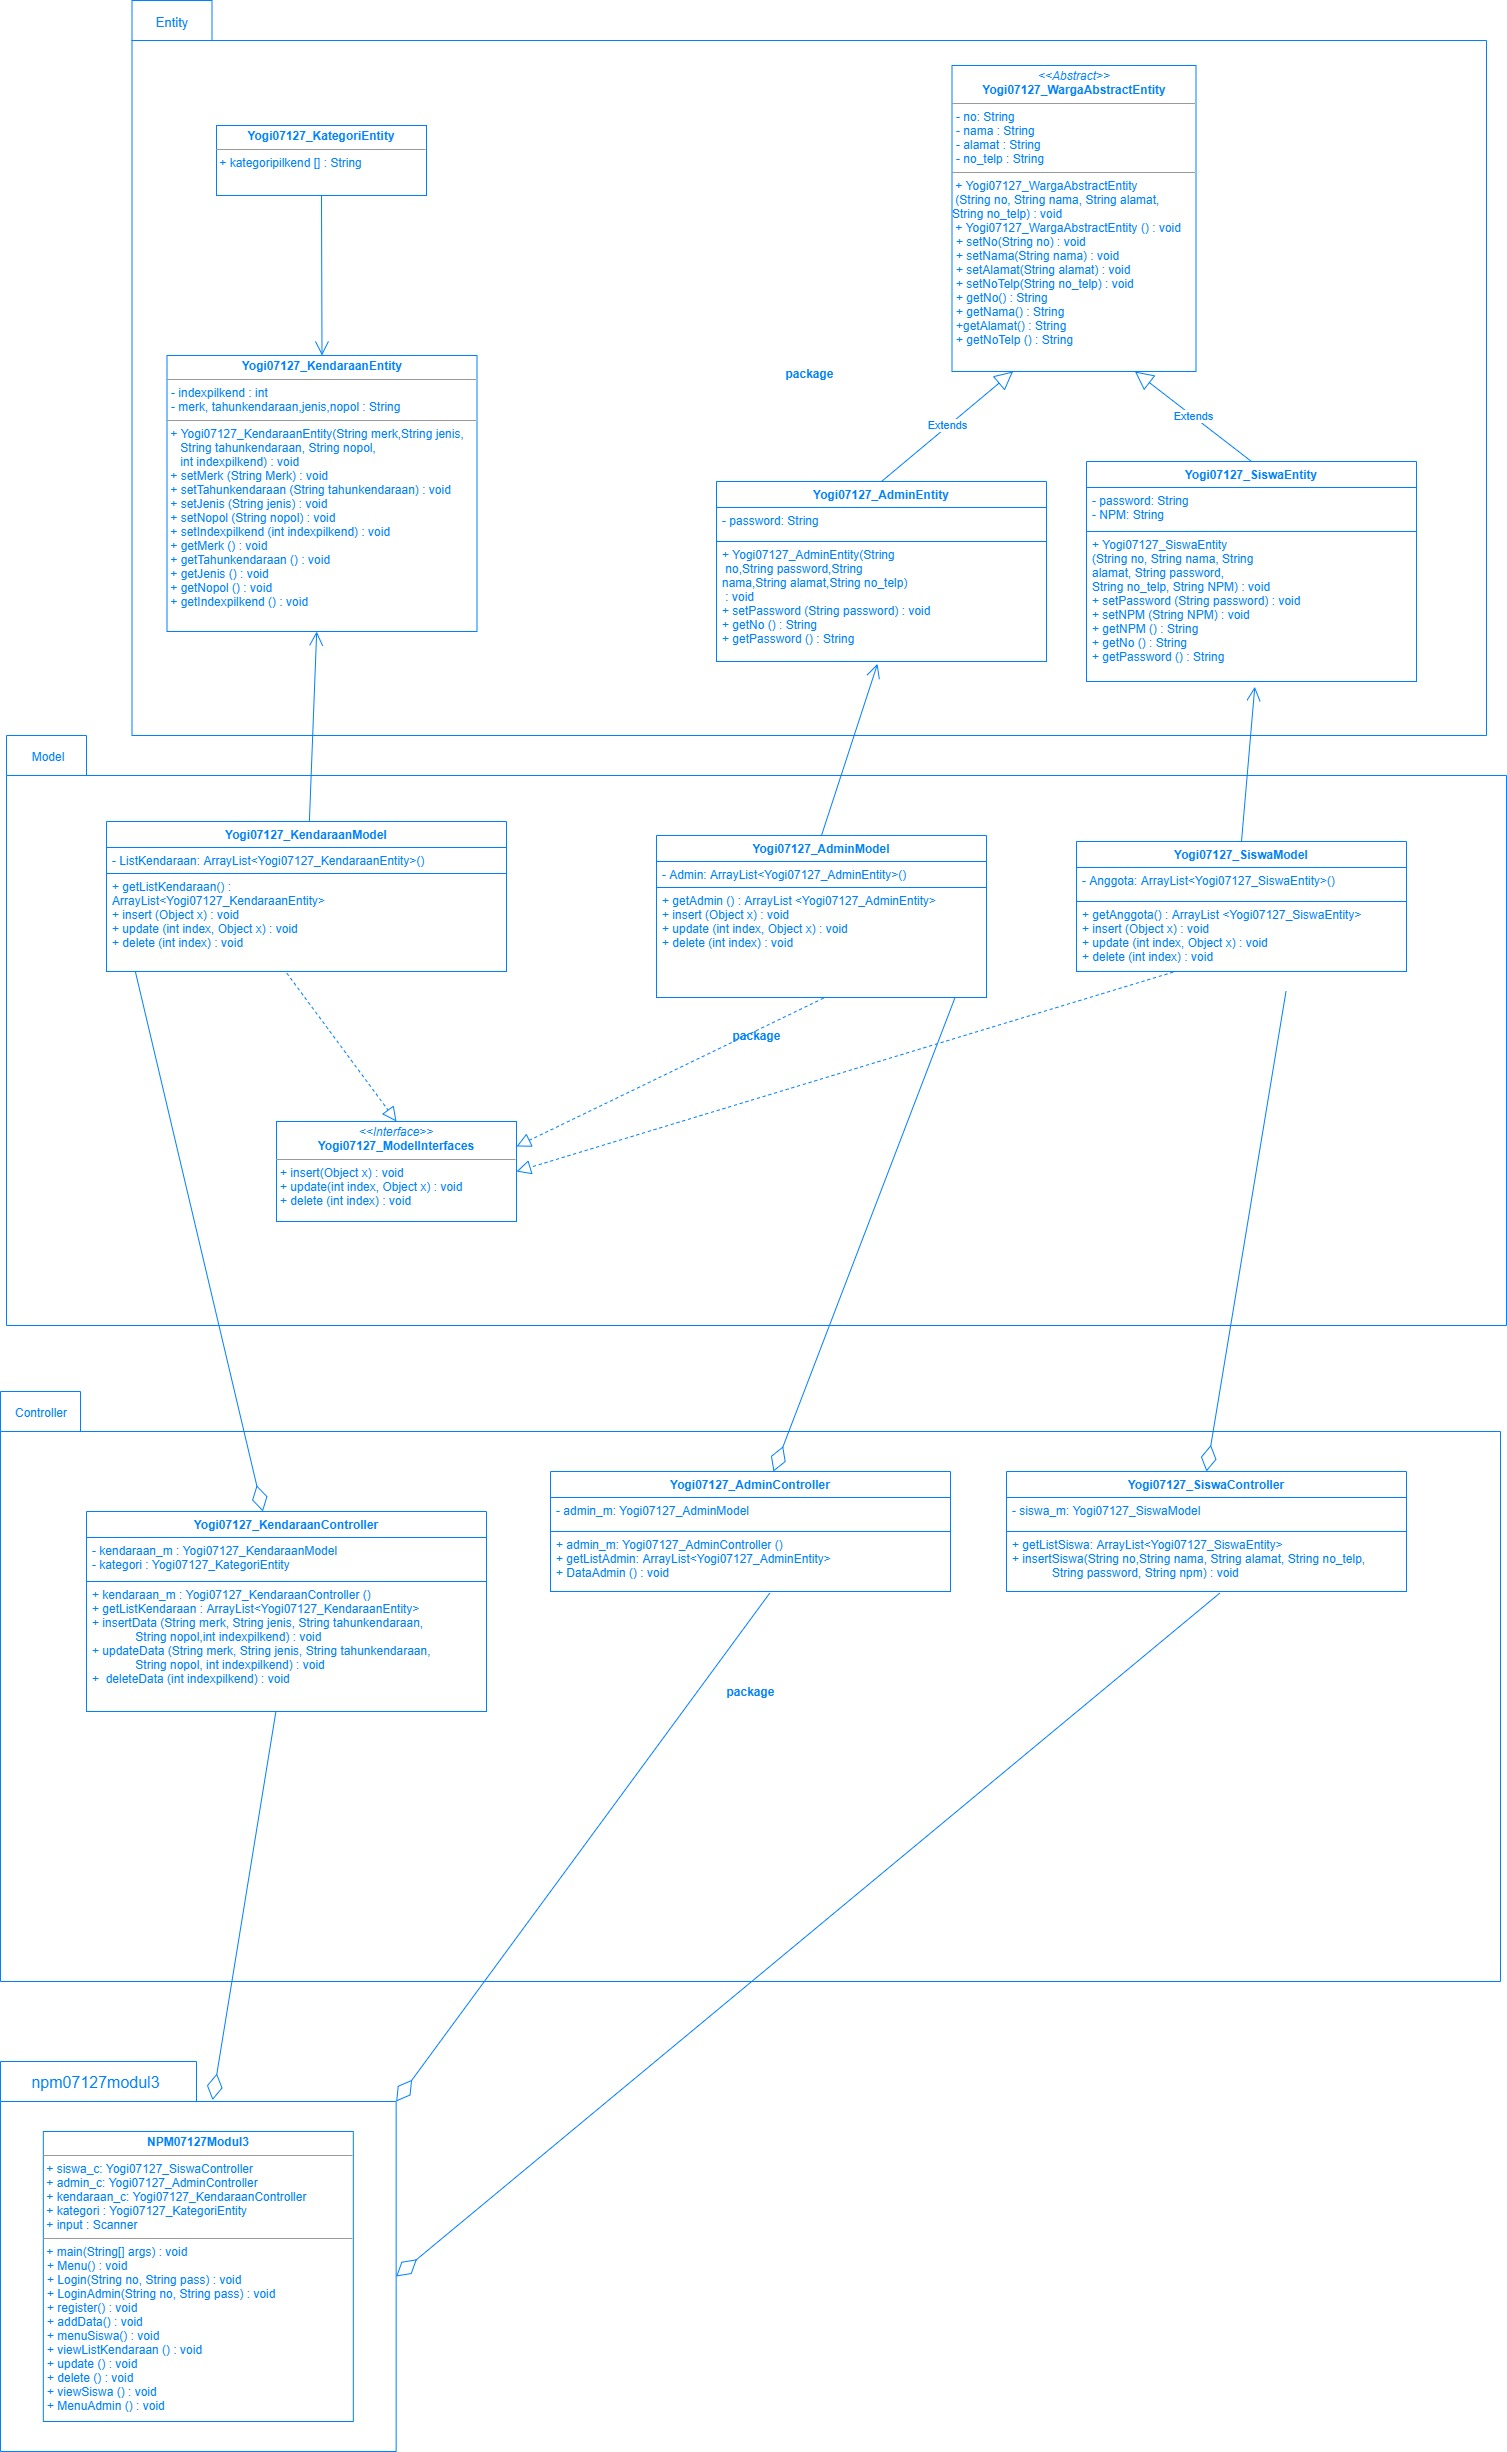 Entity
<<Abstract>>
Yogi07127_WargaAbstractEntity
- no: String
- nama : String
- alamat : String
- no_telp : String
+ Yogi07127_WargaAbstractEntity
(String no, String nama, String alamat,
String no_telp) : void
+ Yogi07127_WargaAbstractEntity () : void
+ setNo(String no) : void
+ setNama(String nama) : void
+ setAlamat(String alamat) : void
+ setNoTelp(String no_telp) : void
+ getNo() : String
+ getNama() : String
+getAlamat() : String
+ getNoTelp () : String
Yogi07127_KategoriEntity
+ kategoripilkend [] : String
Yogi07127_KendaraanEntity
- indexpilkend : int
- merk, tahunkendaraan,jenis,nopol : String
+ Yogi07127_KendaraanEntity(String merk,String jenis,
String tahunkendaraan, String nopol,
int indexpilkend) : void
+ setMerk (String Merk) : void
+ setTahunkendaraan (String tahunkendaraan) : void
+ setJenis (String jenis) : void
+ setNopol (String nopol) : void
+ setIndexpilkend (int indexpilkend) : void
+ getMerk () : void
+ getTahunkendaraan () : void
+ getJenis () : void
+ getNopol () : void
+ getIndexpilkend () : void
package
Extends
Extends
Yogi07127_AdminEntity
- password: String
+ Yogi07127_AdminEntity(String
no,String password,String
nama,String alamat,String no_telp)
: void
+ setPassword (String password) : void
+ getNo () : String
+ getPassword () : String
Yogi07127_SiswaEntity
- password: String
- NPM: String
+ Yogi07127_SiswaEntity
(String no, String nama, String
alamat, String password,
String no_telp, String NPM) : void
+ setPassword (String password) : void
+ setNPM (String NPM) : void
+ getNPM () : String
+ getNo () : String
+ getPassword () : String
Model
Yogi07127_KendaraanModel
- ListKendaraan: ArrayList<Yogi07127_KendaraanEntity>()
+ getListKendaraan() :
ArrayList<Yogi07127_KendaraanEntity>
+ insert (Object x) : void
+ update (int index, Object x) : void
+ delete (int index) : void
Yogi07127_AdminModel
- Admin: ArrayList<Yogi07127_AdminEntity>()
+ getAdmin () : ArrayList <Yogi07127_AdminEntity>
+ insert (Object x) : void
+ update (int index, Object x) : void
+ delete (int index) : void
Yogi07127_SiswaModel
- Anggota: ArrayList<Yogi07127_SiswaEntity>()
+ getAnggota() : ArrayList <Yogi07127_SiswaEntity>
+ insert (Object x) : void
+ update (int index, Object x) : void
+ delete (int index) : void
package
<<Interface>>
Yogi07127_ModelInterfaces
+ insert(Object x) : void
+ update(int index, Object x) : void
+ delete (int index) : void
Controller
Yogi07127_KendaraanController
- kendaraan_m : Yogi07127_KendaraanModel
- kategori : Yogi07127_KategoriEntity
+ kendaraan_m : Yogi07127_KendaraanController ()
+ getListKendaraan : ArrayList<Yogi07127_KendaraanEntity>
+ insertData (String merk, String jenis, String tahunkendaraan,
String nopol,int indexpilkend) : void
+ updateData (String merk, String jenis, String tahunkendaraan,
String nopol, int indexpilkend) : void
+ deleteData (int indexpilkend) : void
Yogi07127_AdminController
- admin_m: Yogi07127_AdminModel
+ admin_m: Yogi07127_AdminController ()
+ getListAdmin: ArrayList<Yogi07127_AdminEntity>
+ DataAdmin () : void
Yogi07127_SiswaController
- siswa_m: Yogi07127_SiswaModel
+ getListSiswa: ArrayList<Yogi07127_SiswaEntity>
+ insertSiswa(String no,String nama, String alamat, String no_telp,
String password, String npm) : void
package
npm07127modul3
NPM07127Modul3
+ siswa_c: Yogi07127_SiswaController
+ admin_c: Yogi07127_AdminController
+ kendaraan_c: Yogi07127_KendaraanController
+ kategori : Yogi07127_KategoriEntity
+ input : Scanner
+ main(String[] args) : void
+ Menu() : void
+ Login(String no, String pass) : void
+ LoginAdmin(String no, String pass) : void
+ register() : void
+ addData() : void
+ menuSiswa() : void
+ viewListKendaraan () : void
+ update () : void
+ delete () : void
+ viewSiswa () : void
+ MenuAdmin () : void